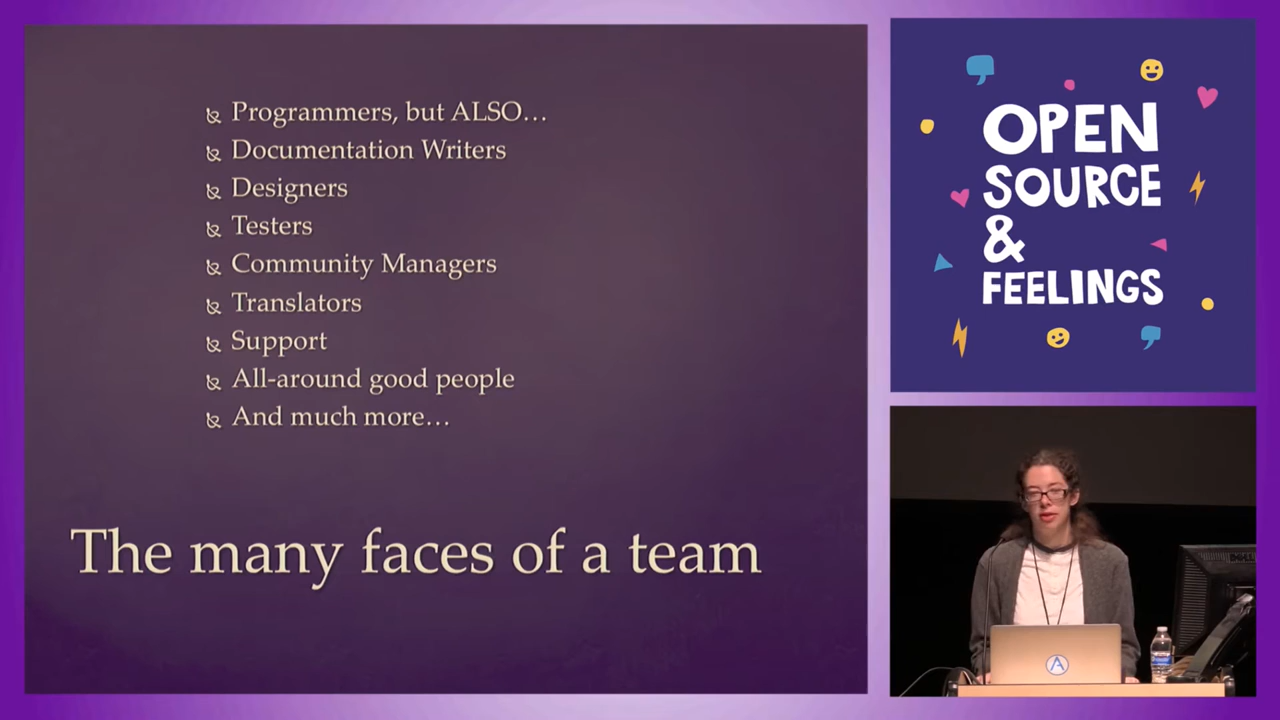 Programmers, but ALSO…
Documentation Writers
Designers
Testers
Community Managers
Translators
Support
All-around good people
And much more…
The many faces of a team
OPEN
SOURCE
&
FEELINGS
DELL
A